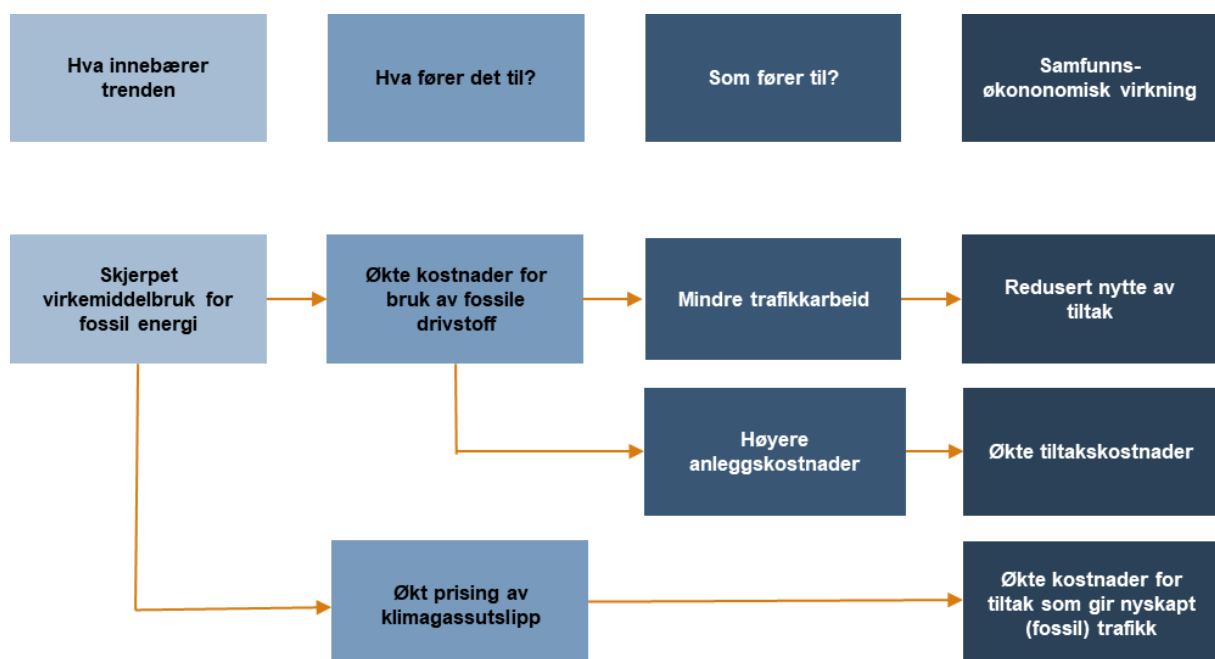 Hva innebærer
trenden
Hva fører det til?
Som fører til?
Samfunns-
økononomisk virkning
Skjerpet
virkemiddelbruk for
fossil energi
Økte kostnader for
bruk av fossile
drivstoff
Mindre trafikkarbeid
Redusert nytte av
tiltak
Høyere
anleggskostnader
Økte tiltakskostnader
Økt prising av
klimagassutslipp
Økte kostnader for
tiltak som gir nyskapt
(fossil) trafikk